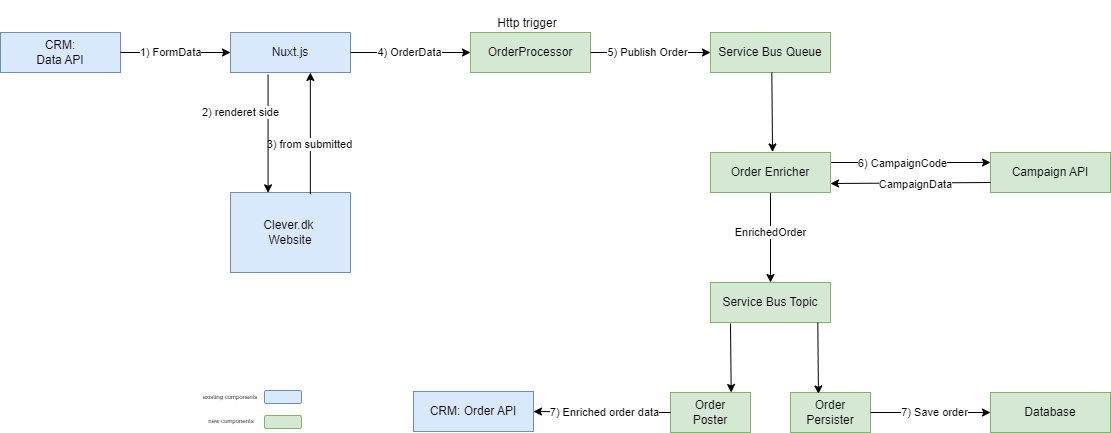 Http trigger
CRM:
Data API
1) FormData
Nuxt.js
4) OrderData
OrderProcessor
5) Publish Order
Service Bus Queue
2) renderet side
3) from submitted
Order Enricher
6) CampaignCode
CampaignData
Campaign API
Clever.dk
Website
EnrichedOrder
Service Bus Topic
existing components
new components
CRM: Order API
7) Enriched order data
Order
Poster
Order
Persister
7) Save order
Database